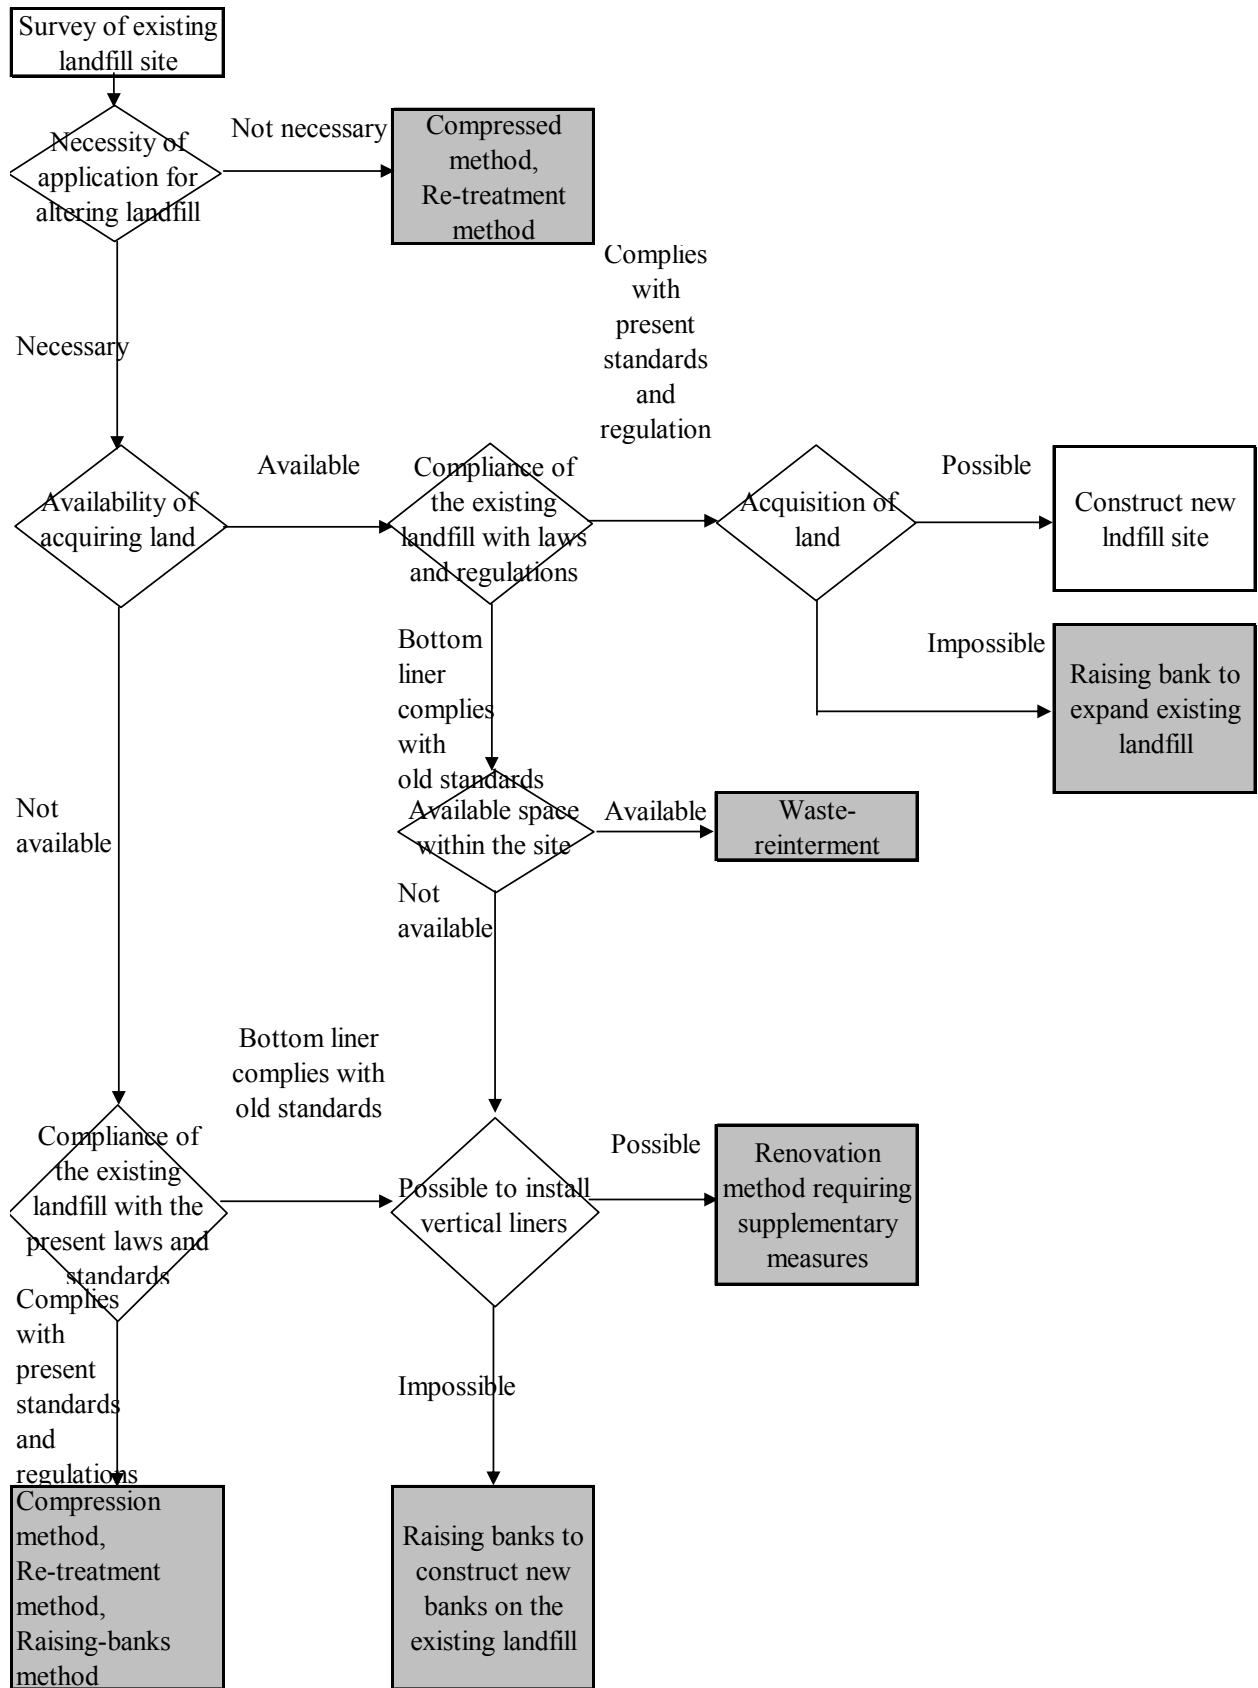 Survey of existing
landfill site
Necessity of
application for
altering landfill
Not necessary
Compressed
method,
Re-treatment
method
Necessary
Complies
with
present
standards
and
regulation
Availability of
acquiring land
Available
Compliance of
the existing
landfill with laws
and regulations
Acquisition of
land
Possible
Construct new
lndfill site
Impossible
Raising bank to
expand existing
landfill
Bottom
liner
complies
with
old standards
Not
available
Available space
within the site
Available
Waste-
reinterment
Not
available
Bottom liner
complies with
old standards
Compliance of
the existing
landfill with the
present laws and
standards
Possible to install
vertical liners
Possible
Renovation
method requiring
supplementary
measures
Complies
with
present
standards
and
regulations
Impossible
Compression
method,
Re-treatment
method,
Raising-banks
method
Raising banks to
construct new
banks on the
existing landfill